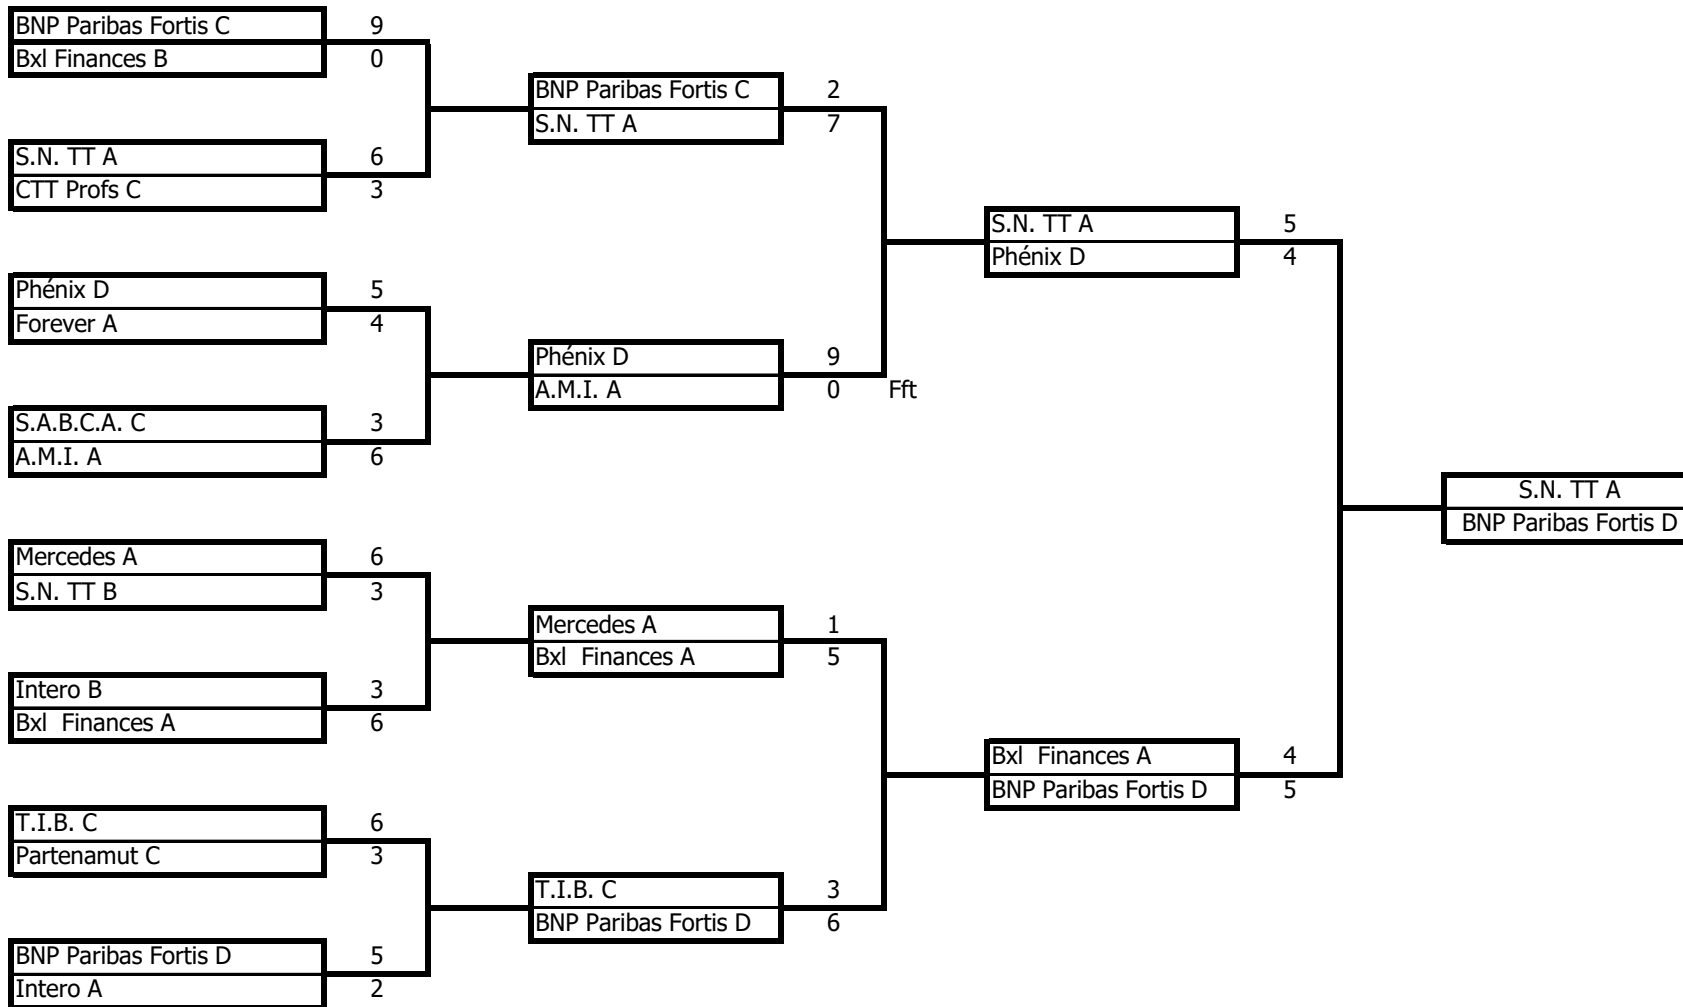 BNP Paribas Fortis C 9
Bxl Finances B 0
BNP Paribas Fortis C 2
S.N. TT A 7
S.N. TT A 6
CTT Profs C 3
S.N. TT A 5
Phénix D 4
Phénix D 5
Forever A 4
Phénix D 9
A.M.I. A 0 Fft
S.A.B.C.A. C 3
A.M.I. A 6
S.N. TT A
BNP Paribas Fortis D
Mercedes A 6
S.N. TT B 3
Mercedes A 1
Bxl  Finances A 5
Intero B 3
Bxl  Finances A 6
Bxl  Finances A 4
BNP Paribas Fortis D 5
T.I.B. C 6
Partenamut C 3
T.I.B. C 3
BNP Paribas Fortis D 6
BNP Paribas Fortis D 5
Intero A 2